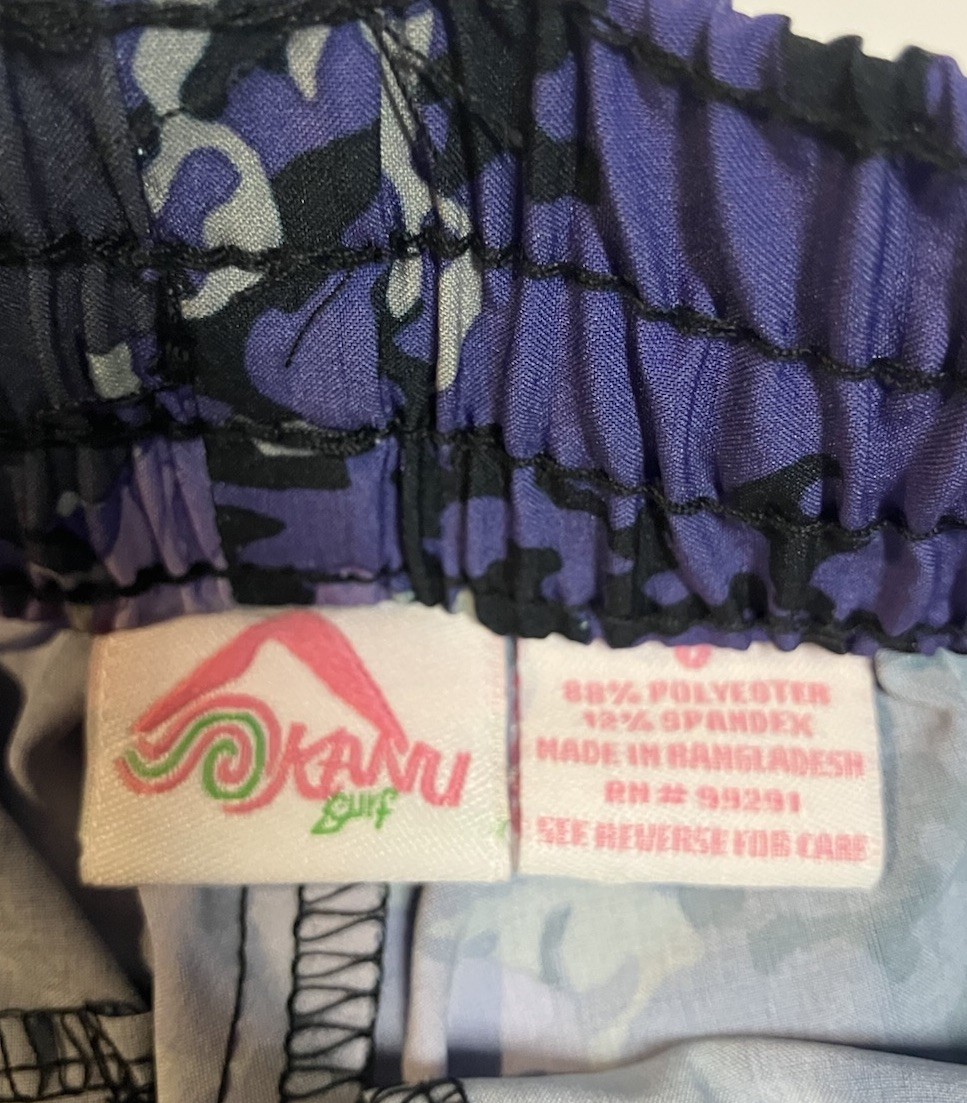 KANU
Surf
88% POLYESTER
12% SPANDEX
MADE IN BANGLADESH
RN# 99291
SEE REVERSE FOR CARE